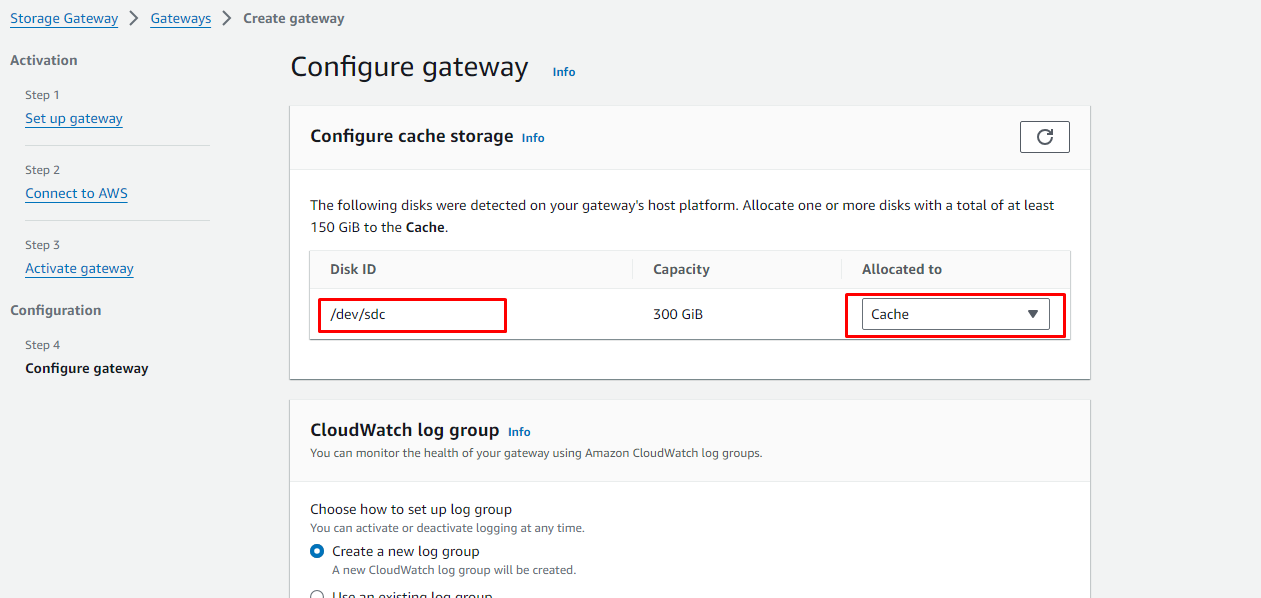 Storage Gateway > Gateways > Create gateway
Activation
Step 1
Set up gateway
Step 2
Connect to AWS
Step 3
Activate gateway
Configuration
Step 4
Configure gateway
Configure gateway Info
Configure cache storage Info
The following disks were detected on your gateway's host platform. Allocate one or more disks with a total of at least
150 GiB to the Cache.
Disk ID Capacity Allocated to
/dev/sdc 300 GiB Cache
CloudWatch log group Info
You can monitor the health of your gateway using Amazon CloudWatch log groups.
Choose how to set up log group
You can activate or deactivate logging at any time.
Create a new log group
A new CloudWatch log group will be created.
Use an existing log group